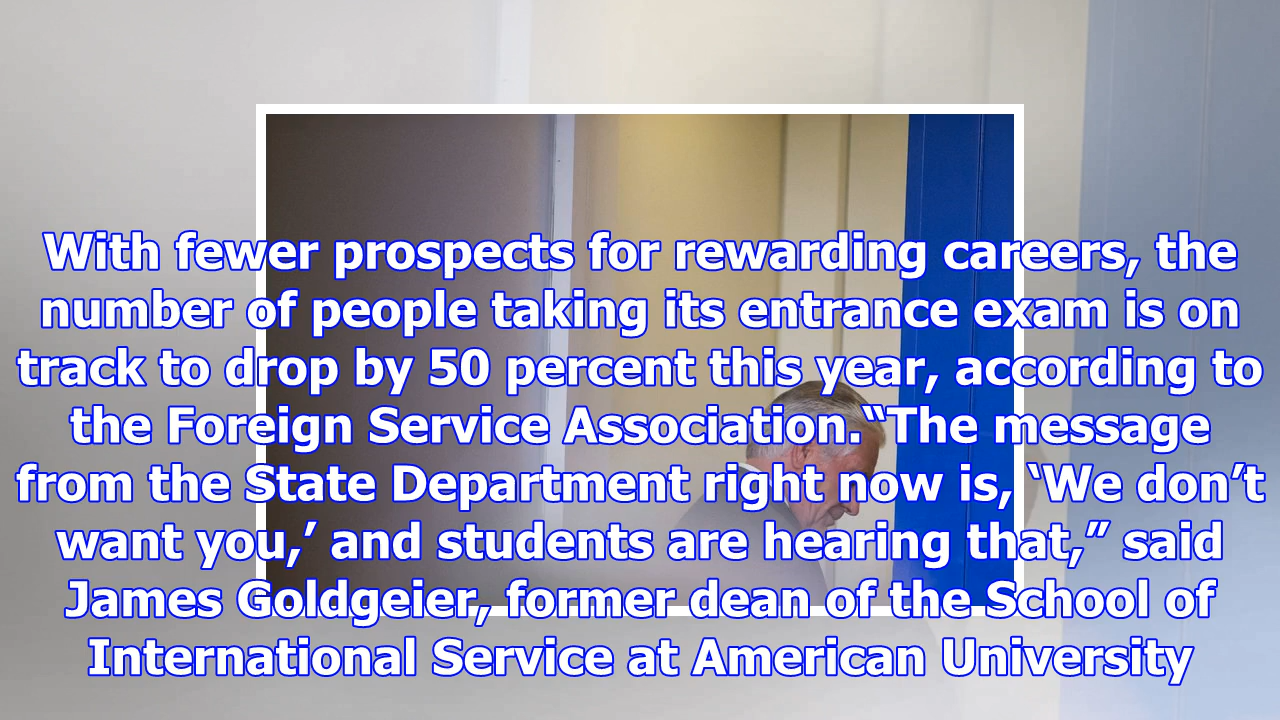 With fewer prospects for rewarding careers, the
number of people taking its entrance exam is on
track to drop by 50 percent this year, according to
the Foreign Service Association.“The message
from the State Department right now is, ‘We don’t
want you,’ and students are hearing that,” said
James Goldgeier, former dean of the School of
International Service at American University